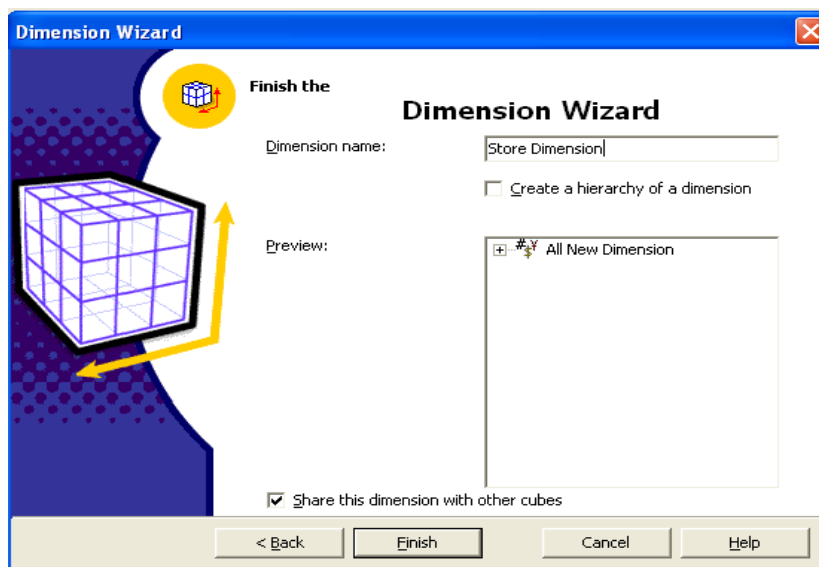 Dimension Wizard
Finish the
Dimension Wizard
Dimension name:
Store Dimension
Create a hierarchy of a dimension
Preview:
All New Dimension
Share this dimension with other cubes
< Back
Finish
Cancel
Help